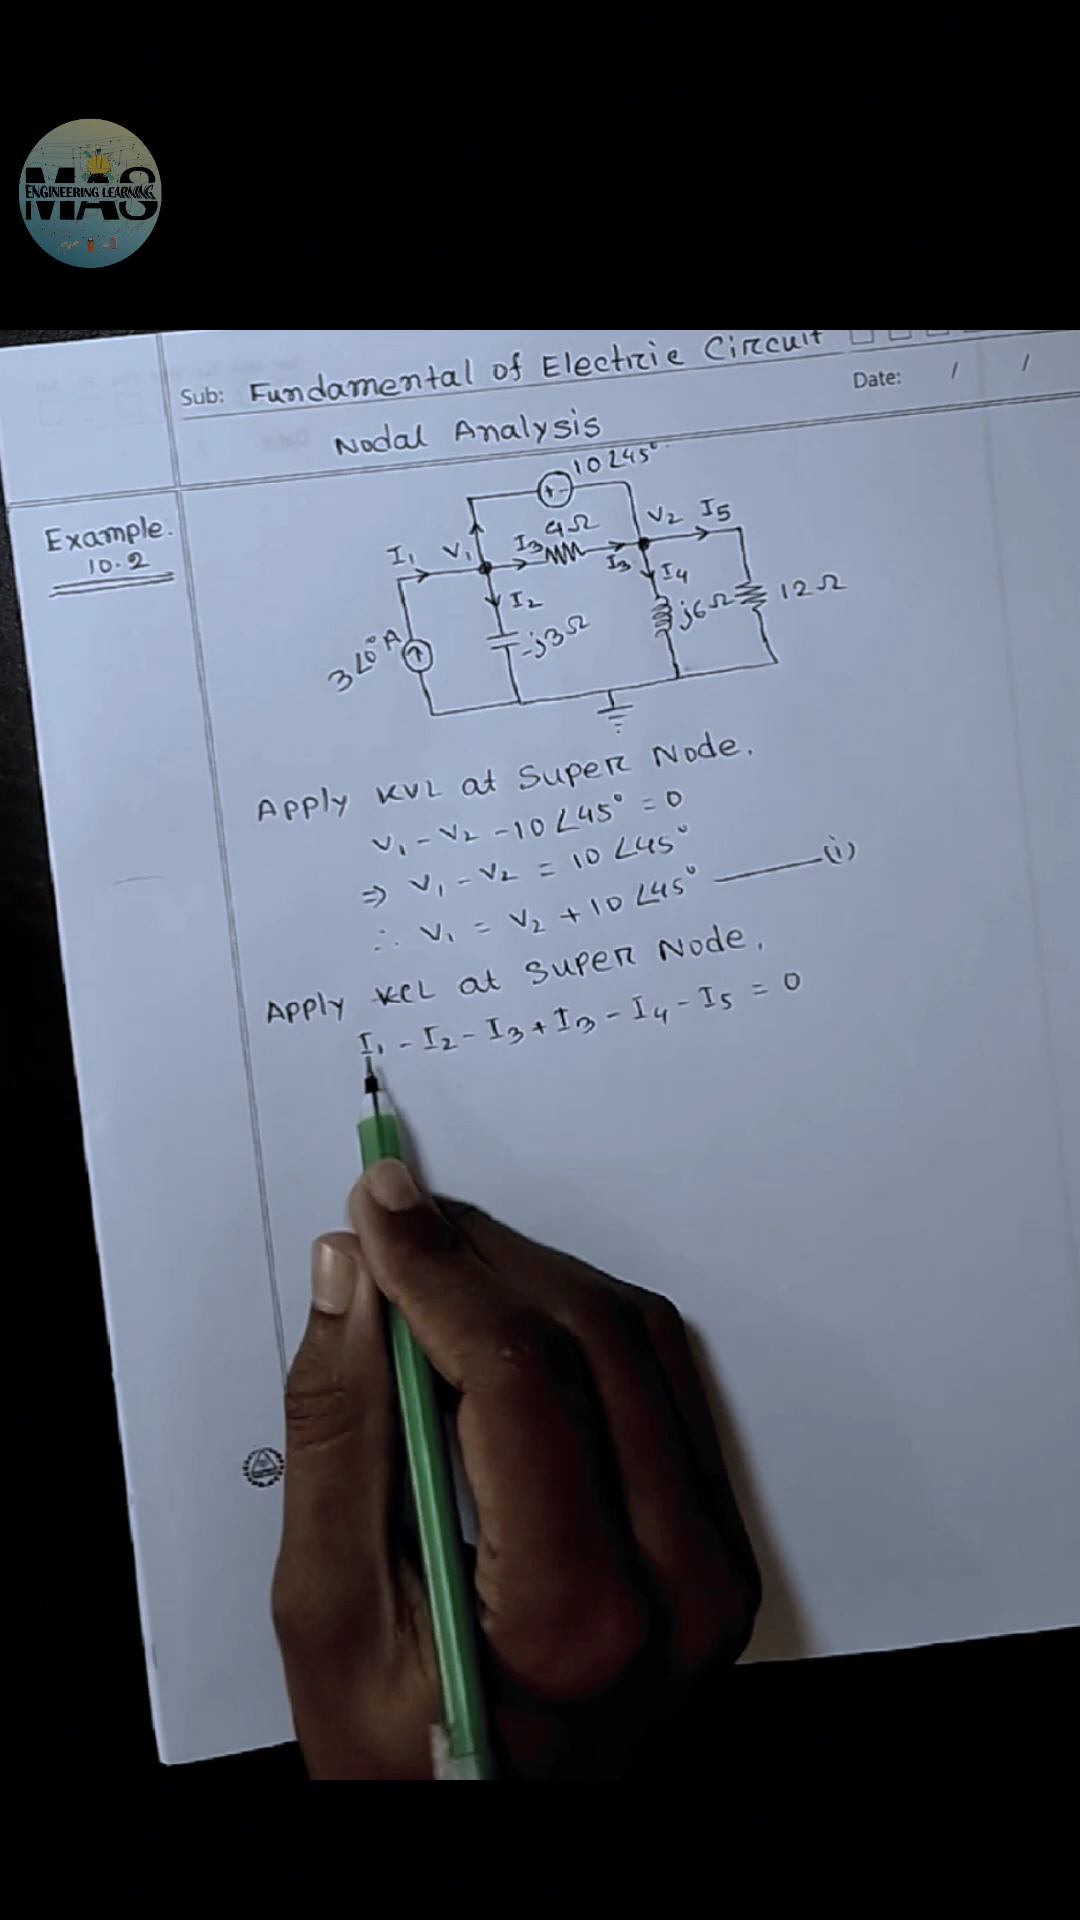 MAS
ENGINEERING LEARNING
Sub: Fundamental of Electric Circuit
Date: / /
Nodal Analysis
Example.
10.2
10∠45°
4Ω
V₂ I₅
I₁ V₁ I₃
I₃ I₄
I₂
3∠0° A
-j3Ω
j6Ω
12Ω
Apply KVL at Super Node.
V₁ - V₂ - 10∠45° = 0
⇒ V₁ - V₂ = 10∠45°
∴ V₁ = V₂ + 10∠45° ——— (i)
Apply KCL at Super Node.
I₁ - I₂ - I₃ + I₃ - I₄ - I₅ = 0